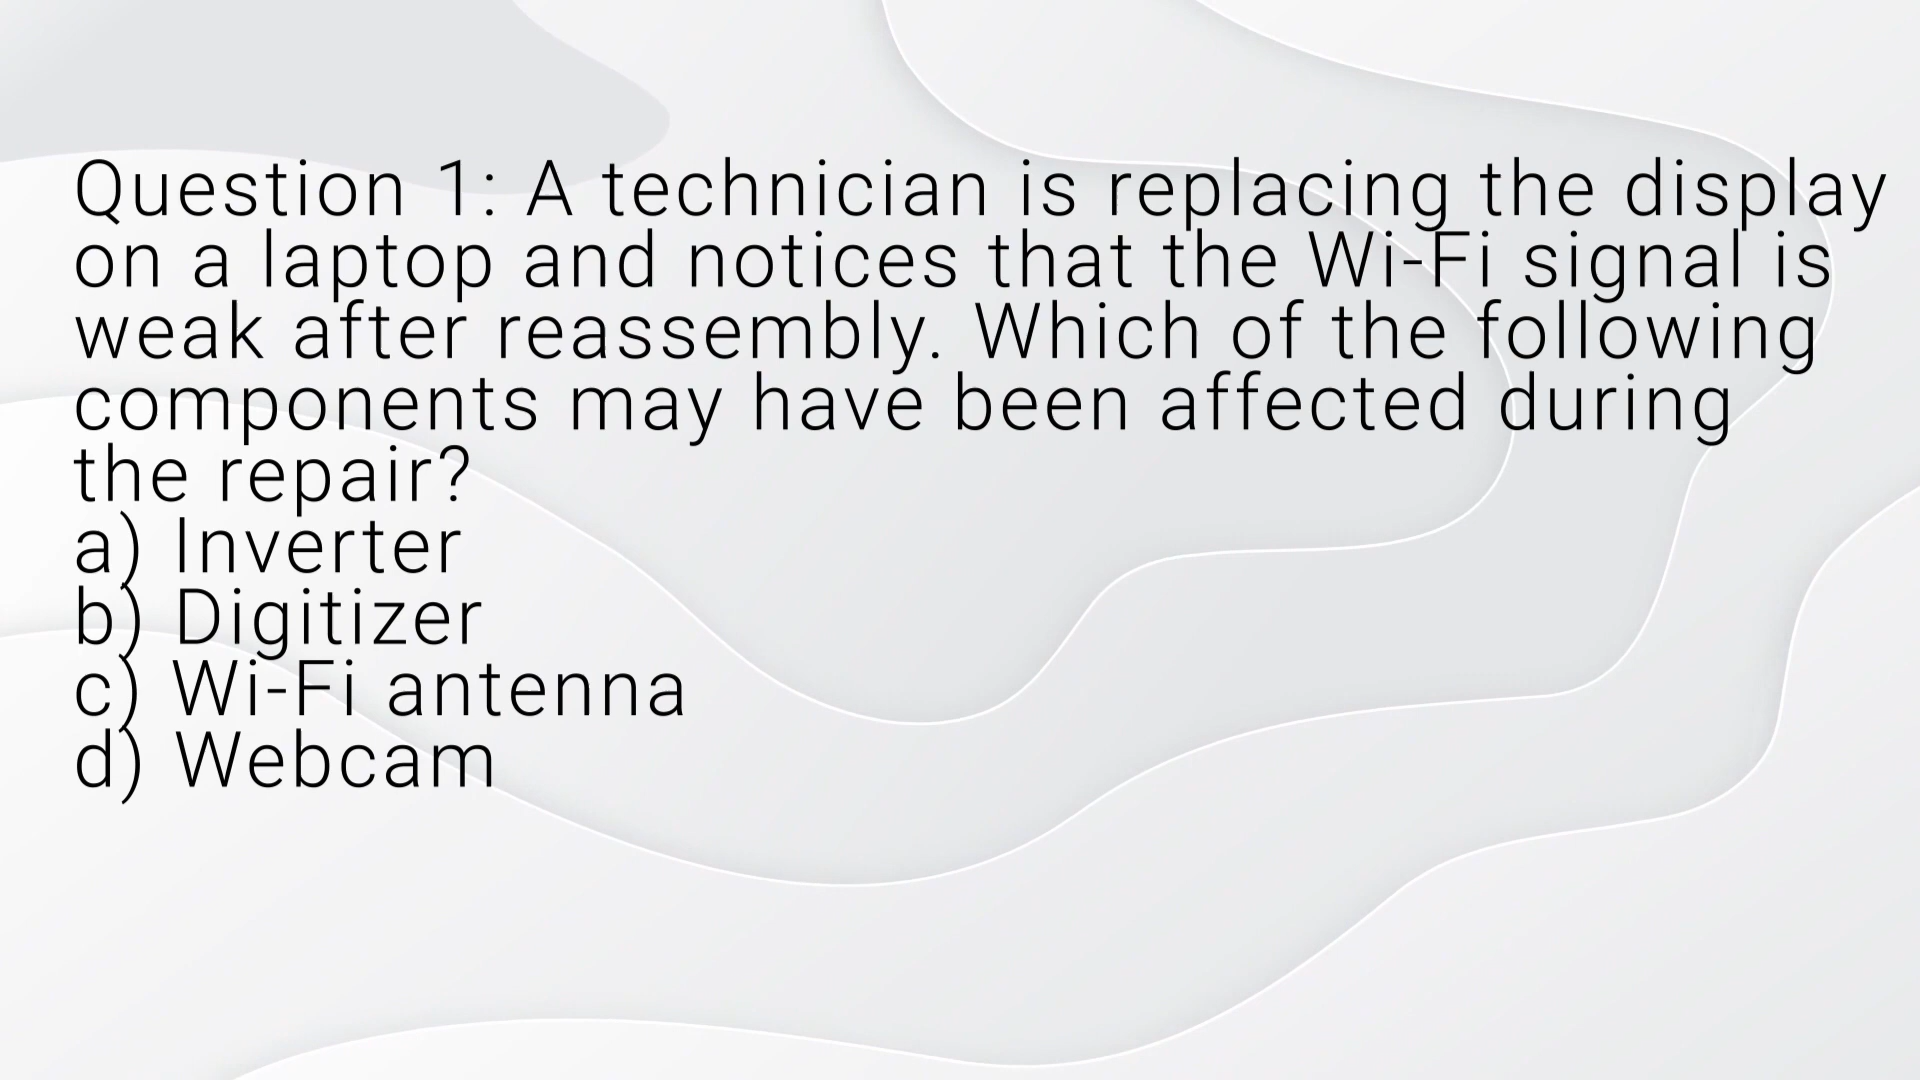 Question 1: A technician is replacing the display
on a laptop and notices that the Wi-Fi signal is
weak after reassembly. Which of the following
components may have been affected during
the repair?
a) Inverter
b) Digitizer
c) Wi-Fi antenna
d) Webcam